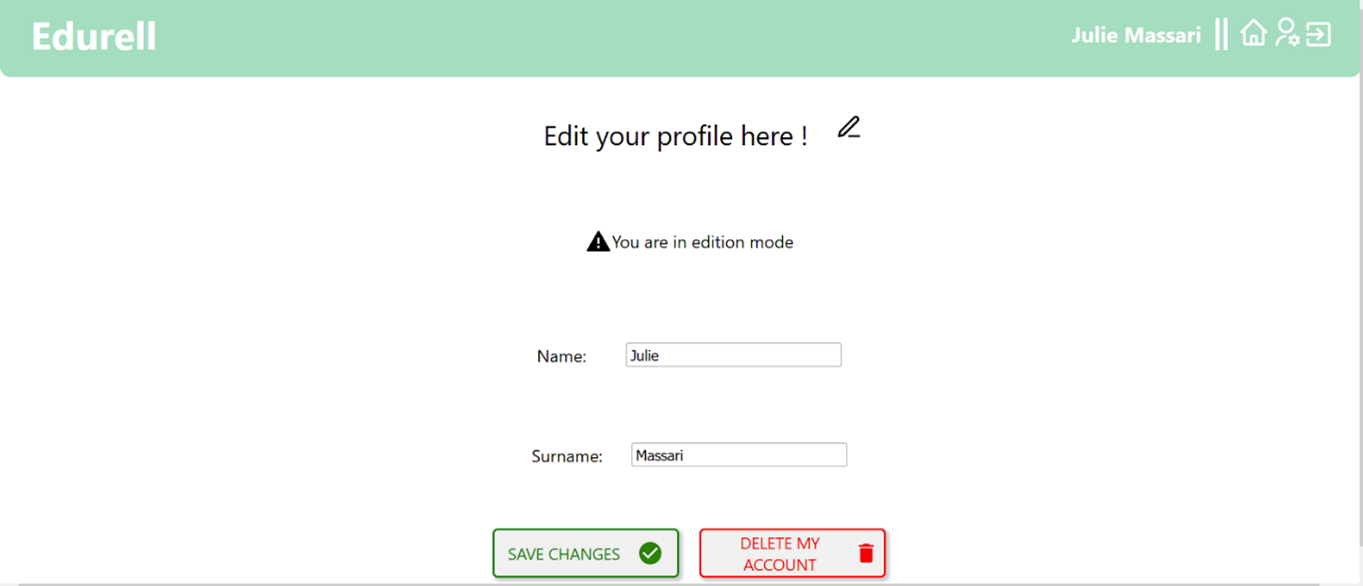 Edurell
Julie Massari
Edit your profile here !
You are in edition mode
Name: Julie
Surname: Massari
SAVE CHANGES
DELETE MY
ACCOUNT